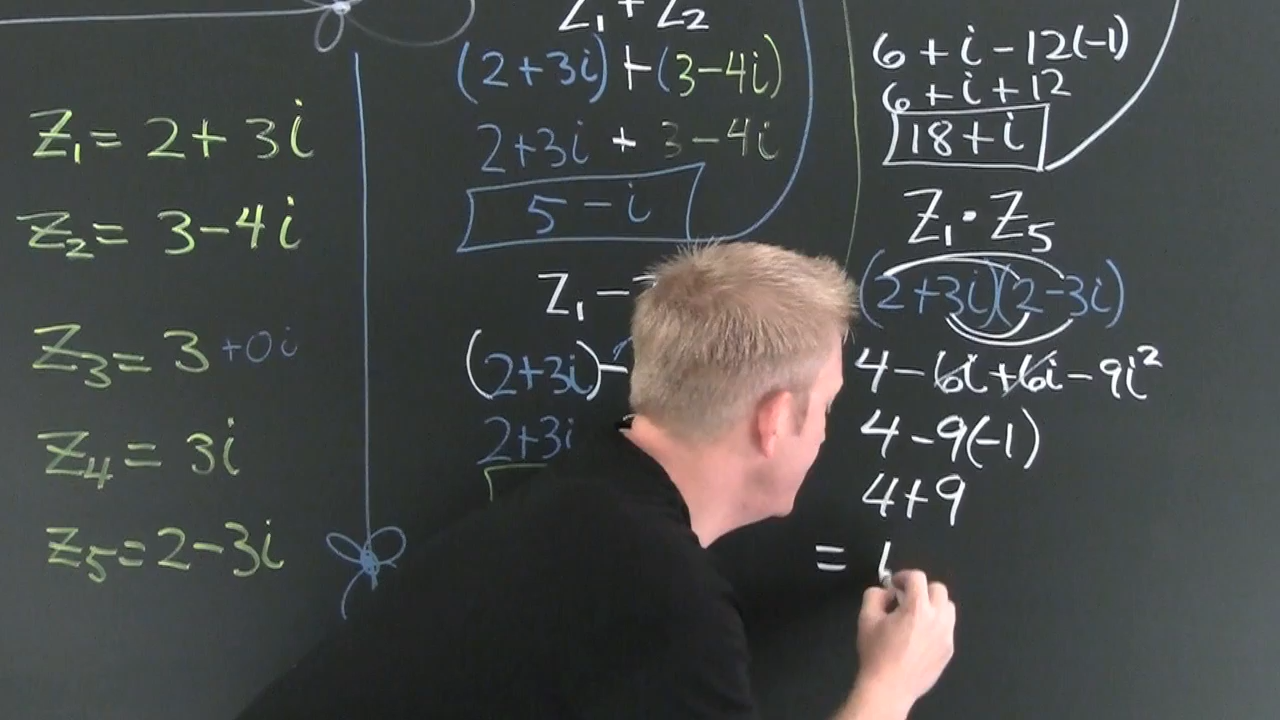 Z₁ = 2 + 3i
Z₂ = 3 - 4i
Z₃ = 3 + 0i
Z₄ = 3i
Z₅ = 2 - 3i
Z₁ + Z₂
(2 + 3i) + (3 - 4i)
2 + 3i + 3 - 4i
5 - i
Z₁ -
(2 + 3i) -
2 + 3i
6 + i - 12(-1)
6 + i + 12
18 + i
Z₁ · Z₅
(2 + 3i)(2 - 3i)
4 - 6i + 6i - 9i²
4 - 9(-1)
4 + 9
=